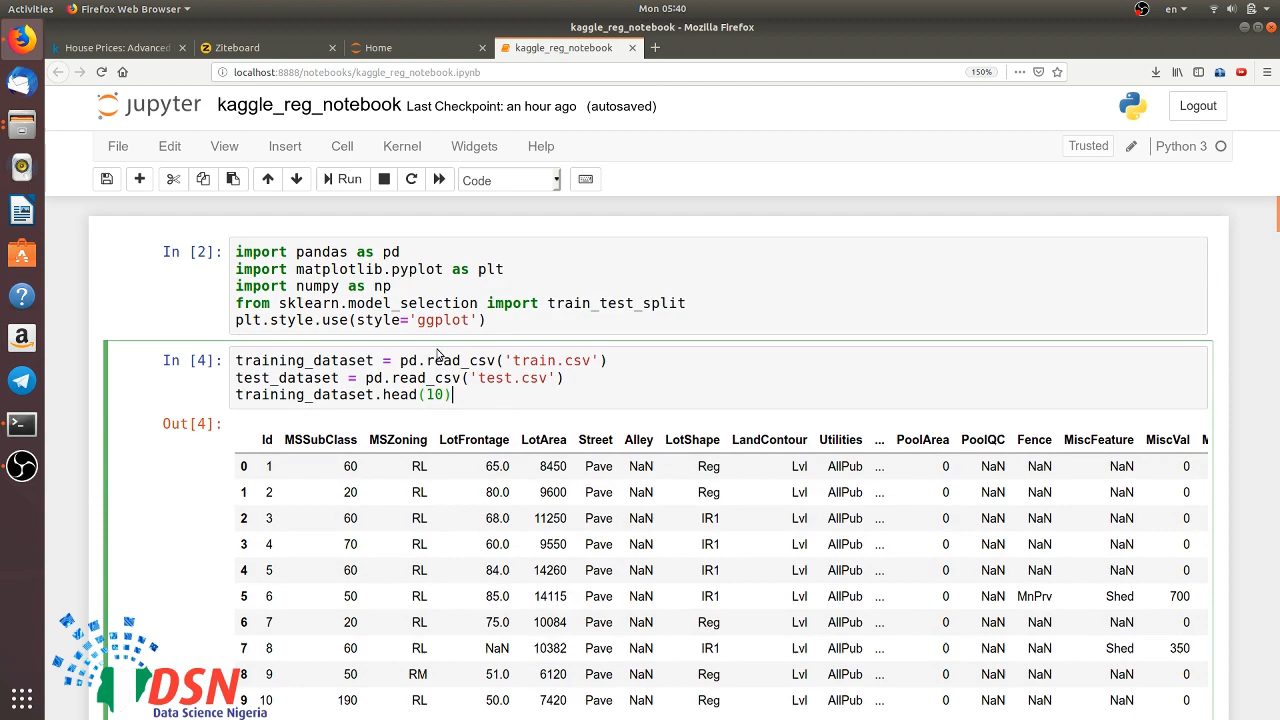 Activities Firefox Web Browser Mon 05:40 en
kaggle_reg_notebook - Mozilla Firefox
House Prices: Advanced Ziteboard Home kaggle_reg_notebook
localhost:8888/notebooks/kaggle_reg_notebook.ipynb 150%
jupyter kaggle_reg_notebook Last Checkpoint: an hour ago (autosaved) Logout
File Edit View Insert Cell Kernel Widgets Help Trusted Python 3
Run Code
In [2]: import pandas as pd
import matplotlib.pyplot as plt
import numpy as np
from sklearn.model_selection import train_test_split
plt.style.use(style='ggplot')
In [4]: training_dataset = pd.read_csv('train.csv')
test_dataset = pd.read_csv('test.csv')
training_dataset.head(10)
Out[4]:
Id MSSubClass MSZoning LotFrontage LotArea Street Alley LotShape LandContour Utilities ... PoolArea PoolQC Fence MiscFeature MiscVal
0 1 60 RL 65.0 8450 Pave NaN Reg Lvl AllPub ... 0 NaN NaN NaN 0
1 2 20 RL 80.0 9600 Pave NaN Reg Lvl AllPub ... 0 NaN NaN NaN 0
2 3 60 RL 68.0 11250 Pave NaN IR1 Lvl AllPub ... 0 NaN NaN NaN 0
3 4 70 RL 60.0 9550 Pave NaN IR1 Lvl AllPub ... 0 NaN NaN NaN 0
4 5 60 RL 84.0 14260 Pave NaN IR1 Lvl AllPub ... 0 NaN NaN NaN 0
5 6 50 RL 85.0 14115 Pave NaN IR1 Lvl AllPub ... 0 NaN MnPrv Shed 700
6 7 20 RL 75.0 10084 Pave NaN Reg Lvl AllPub ... 0 NaN NaN NaN 0
7 8 60 RL NaN 10382 Pave NaN IR1 Lvl AllPub ... 0 NaN NaN Shed 350
8 9 50 RM 51.0 6120 Pave NaN Reg Lvl AllPub ... 0 NaN NaN NaN 0
9 10 190 RL 50.0 7420 Pave NaN Reg Lvl AllPub ... 0 NaN NaN NaN 0
DSN
Data Science Nigeria